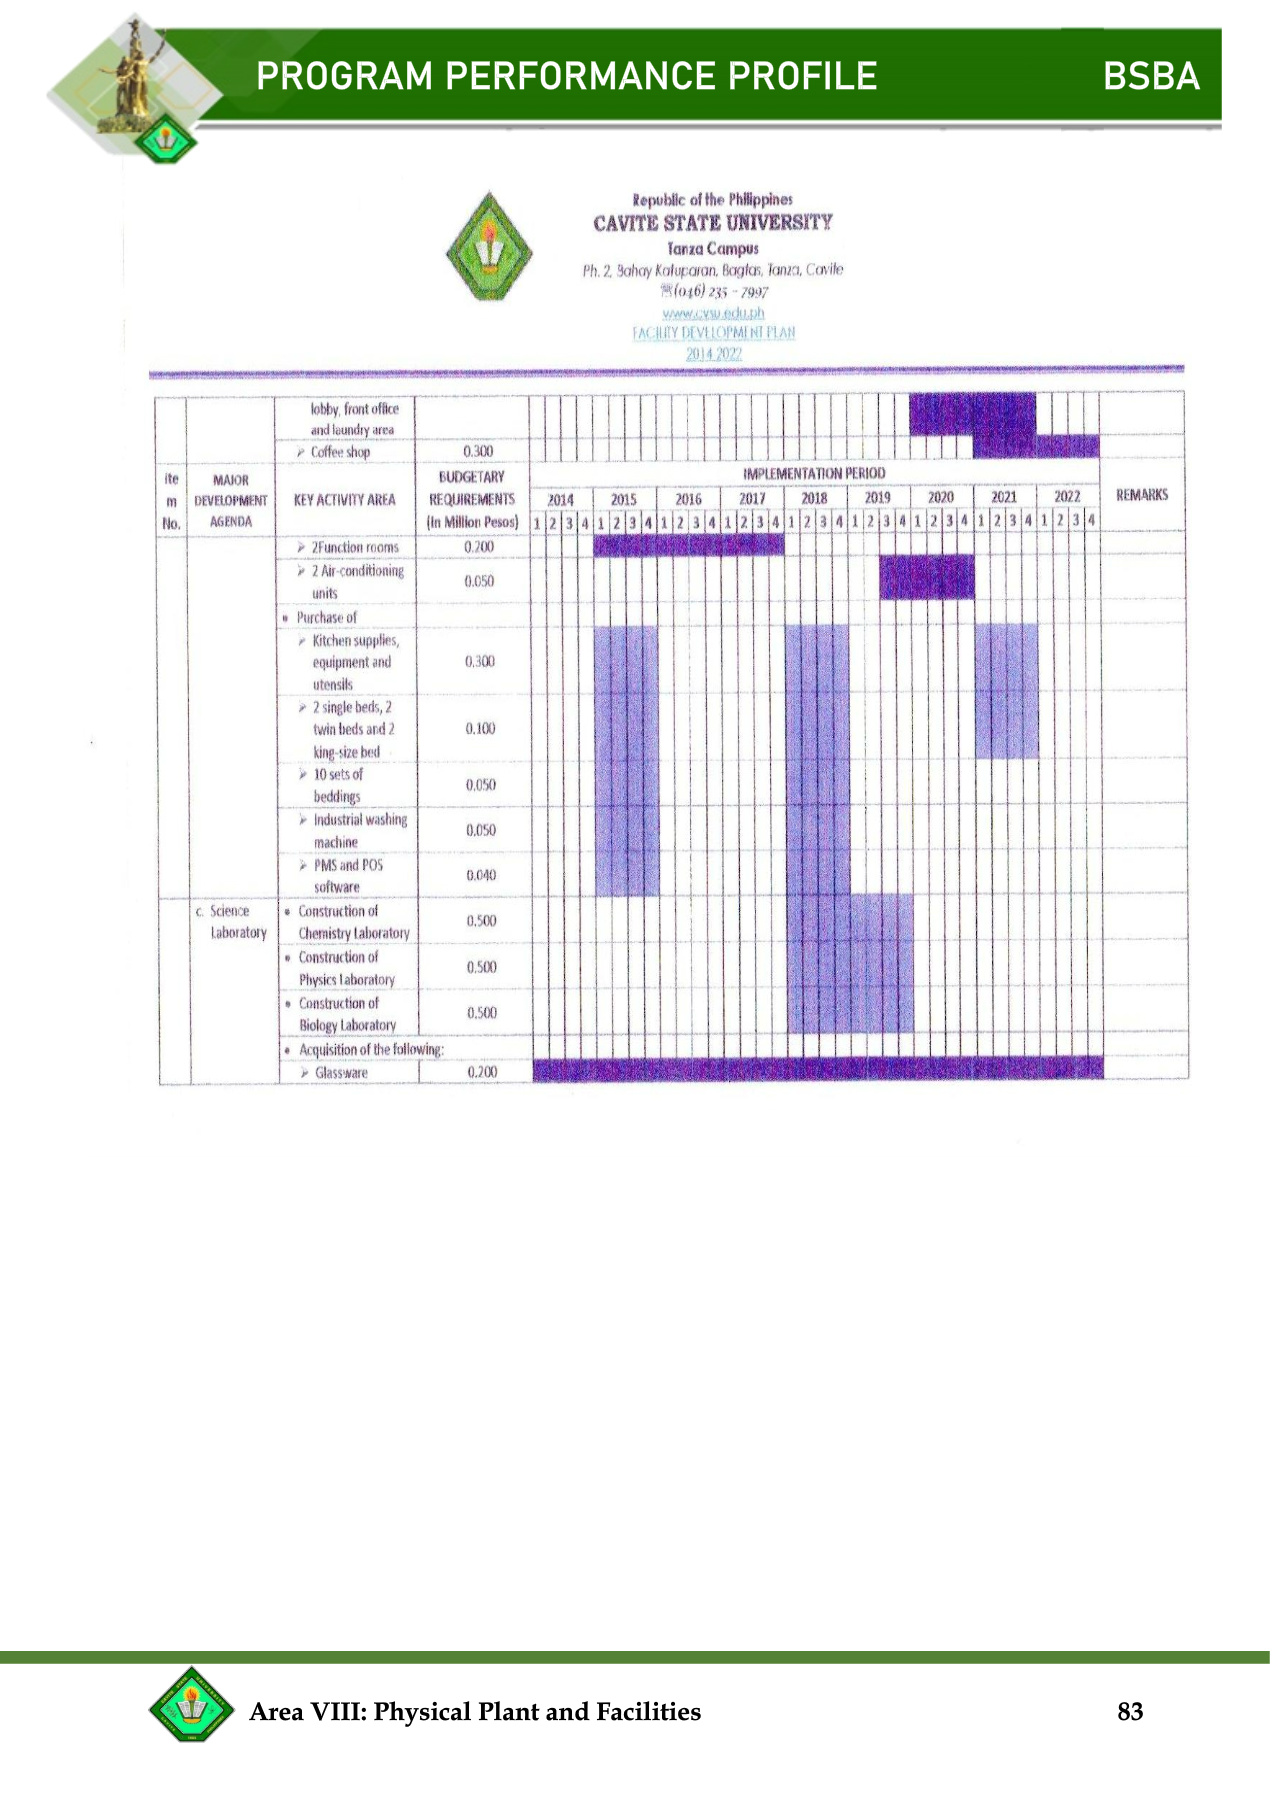 PROGRAM PERFORMANCE PROFILE BSBA
Republic of the Philippines
CAVITE STATE UNIVERSITY
Tanza Campus
Ph. 2, Bahay Katuparan, Bagtas, Tanza, Cavite
☏(046) 235 - 7997
www.cvsu.edu.ph
FACILITY DEVELOPMENT PLAN
2014 2022
lobby, front office
and laundry area
➢ Coffee shop 0.300
Ite
m
No.
MAJOR
DEVELOPMENT
AGENDA
KEY ACTIVITY AREA
BUDGETARY
REQUIREMENTS
(In Million Pesos)
IMPLEMENTATION PERIOD
2014 2015 2016 2017 2018 2019 2020 2021 2022
1 2 3 4 1 2 3 4 1 2 3 4 1 2 3 4 1 2 3 4 1 2 3 4 1 2 3 4 1 2 3 4 1 2 3 4
REMARKS
➢ 2Function rooms 0.200
➢ 2 Air-conditioning
units
0.050
• Purchase of
➢ Kitchen supplies,
equipment and
utensils
0.300
➢ 2 single beds, 2
twin beds and 2
king-size bed
0.100
➢ 10 sets of
beddings
0.050
➢ Industrial washing
machine
0.050
➢ PMS and POS
software
0.040
c. Science
Laboratory
• Construction of
Chemistry Laboratory
0.500
• Construction of
Physics Laboratory
0.500
• Construction of
Biology Laboratory
0.500
• Acquisition of the following:
➢ Glassware 0.200
Area VIII: Physical Plant and Facilities 83